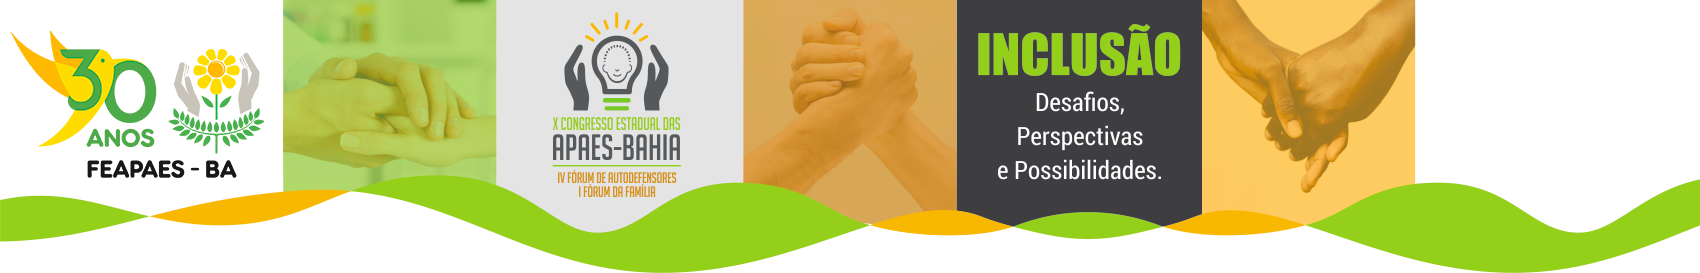 30
ANOS
FEAPAES - BA
X CONGRESSO ESTADUAL DAS
APAES-BAHIA
IV FÓRUM DE AUTODEFENSORES
I FÓRUM DA FAMÍLIA
INCLUSÃO
Desafios,
Perspectivas
e Possibilidades.